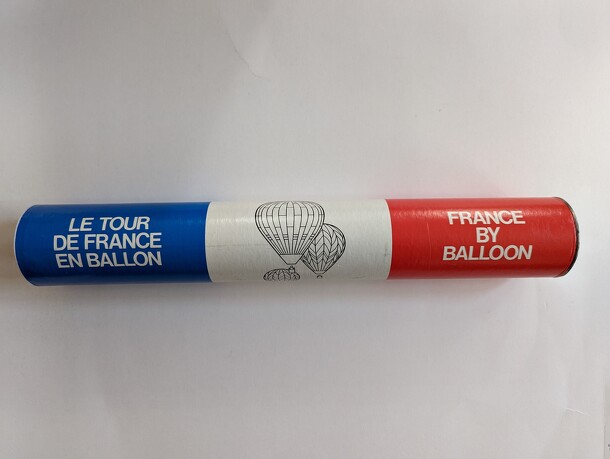 LE TOUR
DE FRANCE
EN BALLON
FRANCE
BY
BALLOON